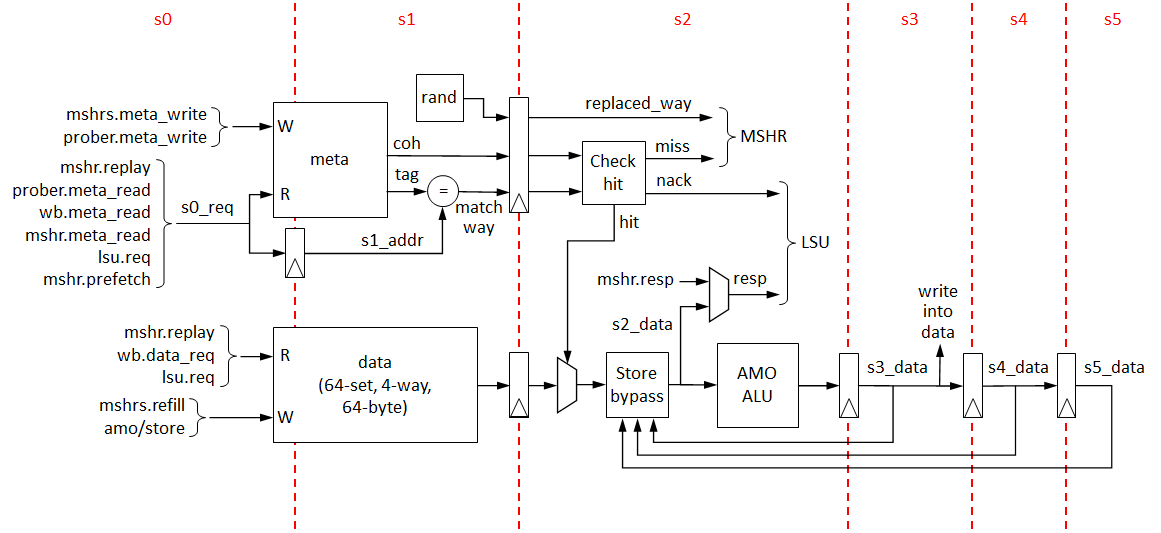 s0
s1
s2
s3
s4
s5
rand
replaced_way
mshrs.meta_write
prober.meta_write
W
meta
coh
tag
=
match
way
Check
hit
miss
MSHR
nack
hit
mshr.replay
prober.meta_read
wb.meta_read
mshr.meta_read
lsu.req
mshr.prefetch
s0_req
R
s1_addr
LSU
mshr.resp
resp
s2_data
write
into
data
mshr.replay
wb.data_req
lsu.req
R
mshrs.refill
amo/store
W
data
(64-set, 4-way,
64-byte)
Store
bypass
AMO
ALU
s3_data
s4_data
s5_data